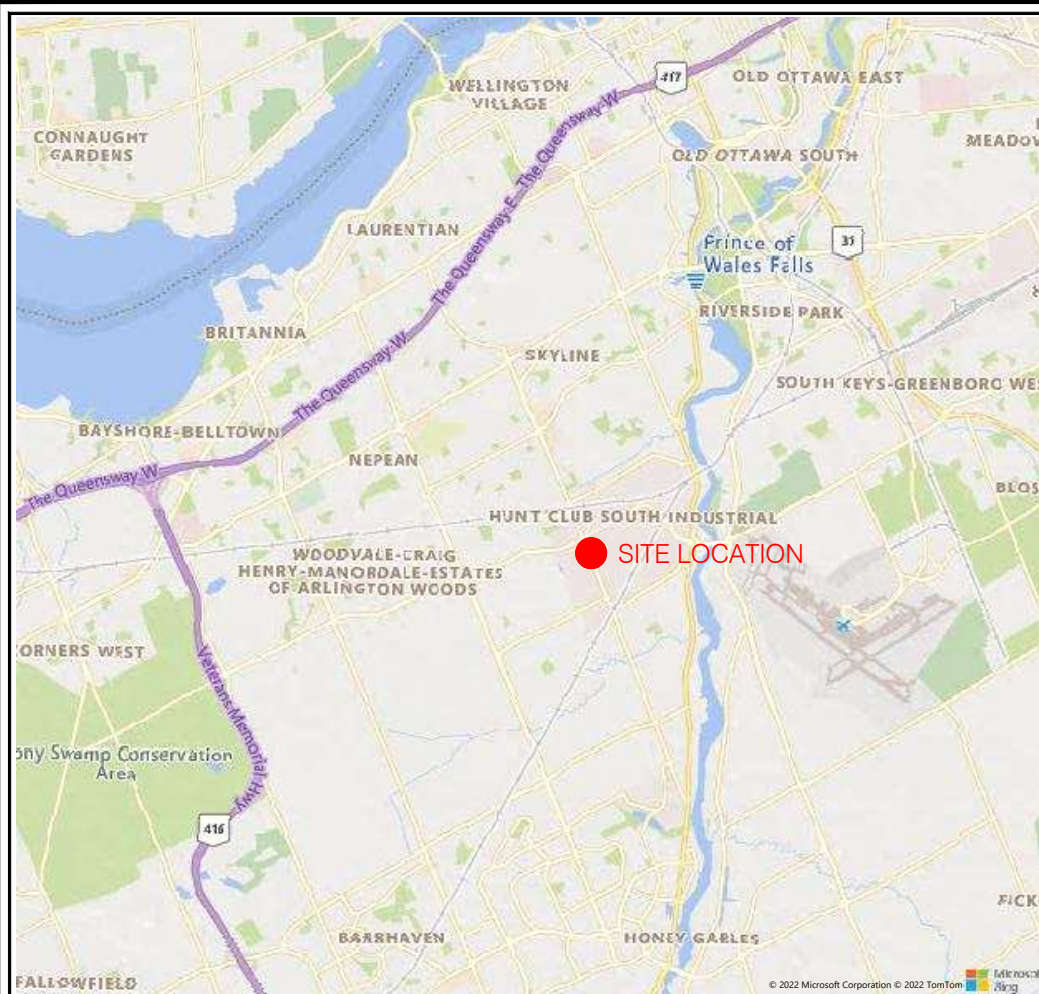 417
OLD OTTAWA EAST
WELLINGTON
VILLAGE
CONNAUGHT
GARDENS
The Queensway W
MEADOW
OLD OTTAWA SOUTH
The Queensway E
LAURENTIAN
Prince of
Wales Falls
31
RIVERSIDE PARK
BRITANNIA
The Queensway W
SKYLINE
SOUTH KEYS-GREENBORO WES
BAYSHORE-BELLTOWN
NEPEAN
The Queensway W
BLOS
HUNT CLUB SOUTH INDUSTRIAL
SITE LOCATION
WOODVALE-CRAIG
HENRY-MANORDALE-ESTATES
OF ARLINGTON WOODS
CORNERS WEST
Veterans Memorial Hwy
ony Swamp Conservation
Area
416
BARRHAVEN
HONEY GABLES
FALLOWFIELD
© 2022 Microsoft Corporation © 2022 TomTom
Microsof
Bing